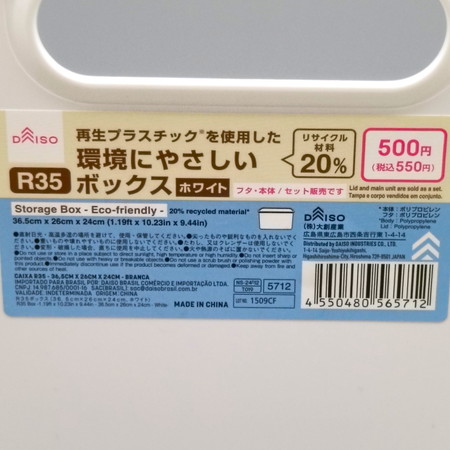 DAISO
再生プラスチック*を使用した
環境にやさしい
R35 ボックス ホワイト
リサイクル
材料
20%
500円
(税込550円)
フタ・本体 / セット販売です
Lid and main unit are sold as a set.
Tampa e corpo vendidos em conjunto.
Storage Box - Eco-friendly - 20% recycled material*
36.5cm x 26cm x 24cm (1.19ft x 10.23in x 9.44in)
DAISO
(株)大創産業
広島県東広島市西条吉行東 1-4-14
Distributed by DAISO INDUSTRIES CO., LTD.
1-4-14 Saijo Yoshiyukihigashi,
Higashihiroshima-City, Hiroshima 739-8501 JAPAN
*本体: ポリプロピレン
フタ: ポリプロピレン
*Body: Polypropylene
Lid: Polypropylene
CAIXA R35 - 36.5CM X 26CM X 24CM - BRANCA
IMPORTADO PARA BRASIL POR: DAISO BRASIL COMÉRCIO E IMPORTAÇÃO LTDA.
VALIDADE: INDETERMINADA ORIGEM: CHINA
MADE IN CHINA
5712
LOT NO. 1509CF
4 550480 565712